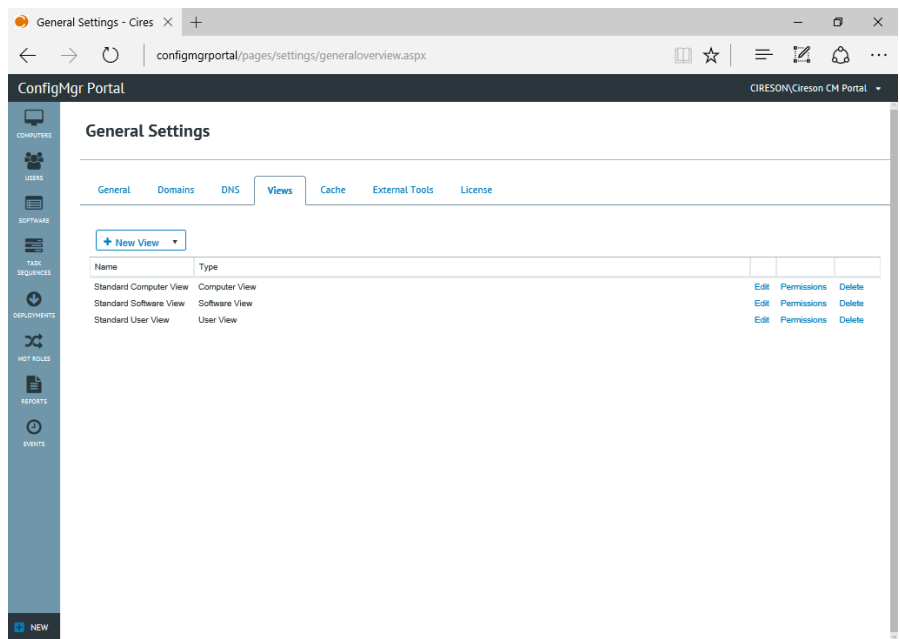 General Settings - Cires
configmgrportal/pages/settings/generaloverview.aspx
ConfigMgr Portal
CIRESON\Cireson CM Portal
COMPUTERS
USERS
SOFTWARE
TASK
SEQUENCES
DEPLOYMENTS
MDT ROLES
REPORTS
EVENTS
NEW
General Settings
General Domains DNS Views Cache External Tools License
New View
Name Type
Standard Computer View Computer View Edit Permissions Delete
Standard Software View Software View Edit Permissions Delete
Standard User View User View Edit Permissions Delete